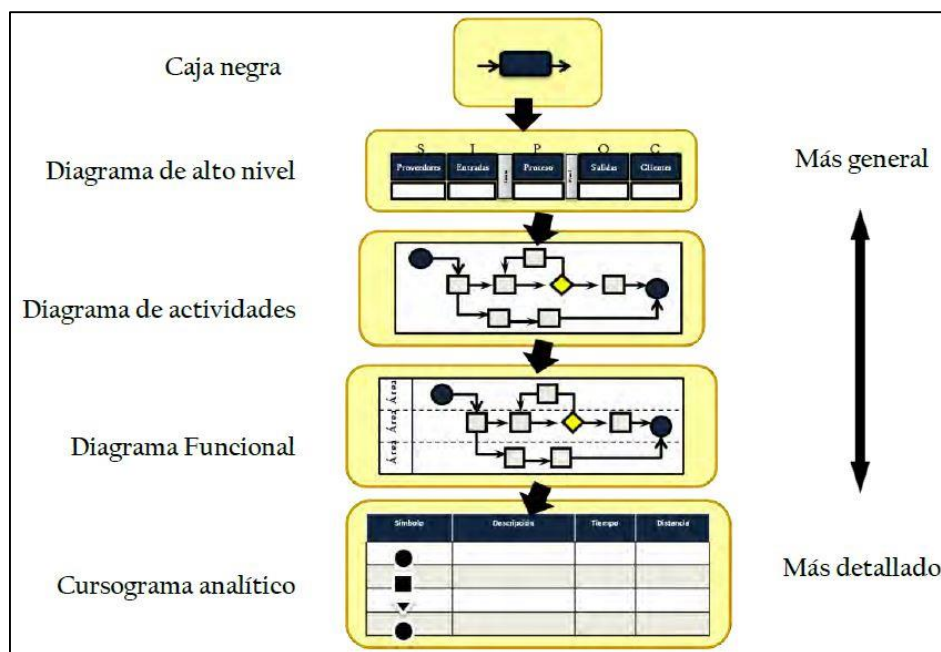 Caja negra
Diagrama de alto nivel
S I P O C
Proveedores Entradas Proceso Salidas Clientes
Más general
Diagrama de actividades
Diagrama Funcional
Área
Área
Área
Cursograma analítico
Símbolo Descripción Tiempo Distancia
Más detallado